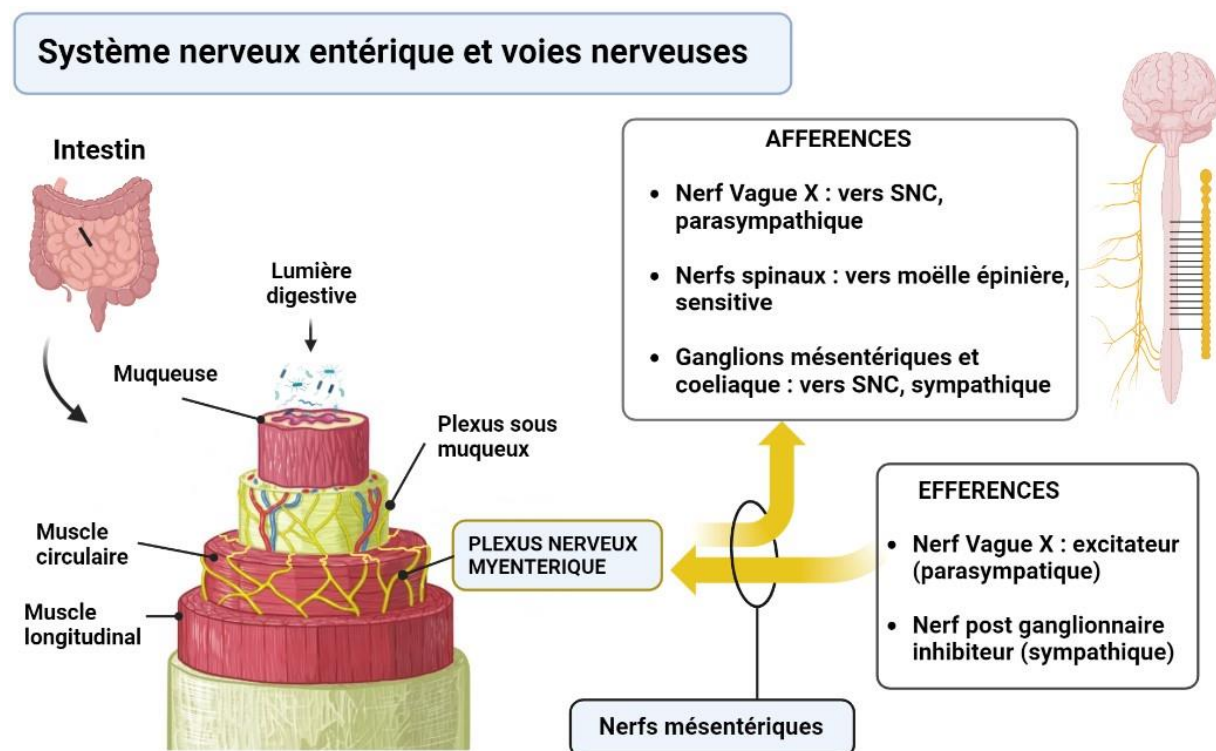 Système nerveux entérique et voies nerveuses
Intestin
Lumière
digestive
Muqueuse
Plexus sous
muqueux
Muscle
circulaire
Muscle
longitudinal
PLEXUS NERVEUX
MYENTERIQUE
AFFERENCES
• Nerf Vague X : vers SNC,
parasympathique
• Nerfs spinaux : vers moëlle épinière,
sensitive
• Ganglions mésentériques et
coeliaque : vers SNC, sympathique
EFFERENCES
• Nerf Vague X : excitateur
(parasympatique)
• Nerf post ganglionnaire
inhibiteur (sympathique)
Nerfs mésentériques